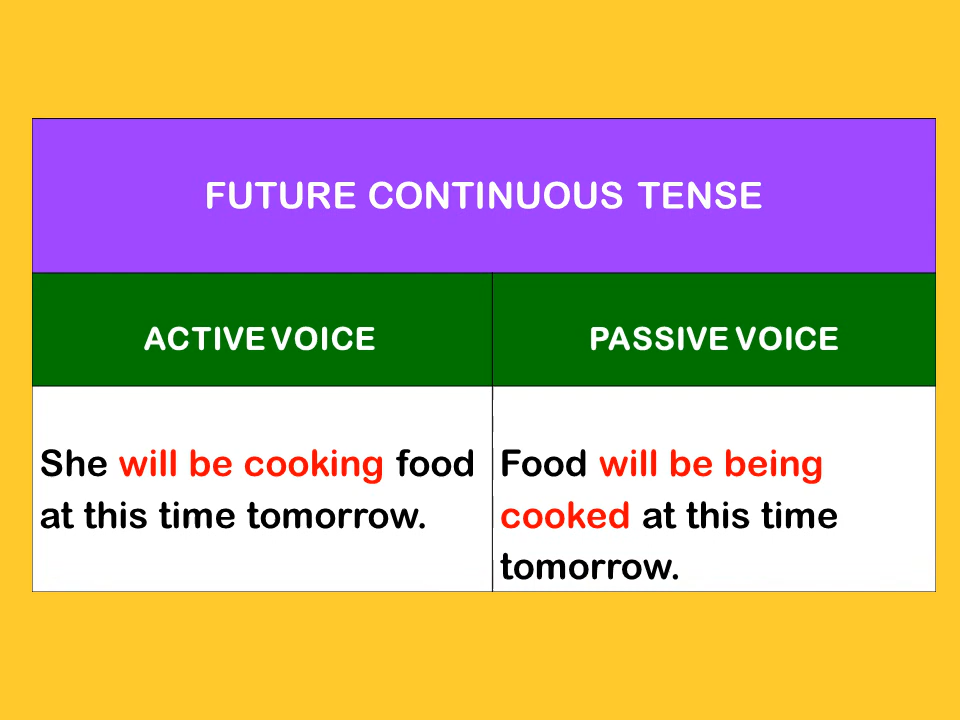 FUTURE CONTINUOUS TENSE
ACTIVE VOICE
PASSIVE VOICE
She will be cooking food
at this time tomorrow.
Food will be being
cooked at this time
tomorrow.